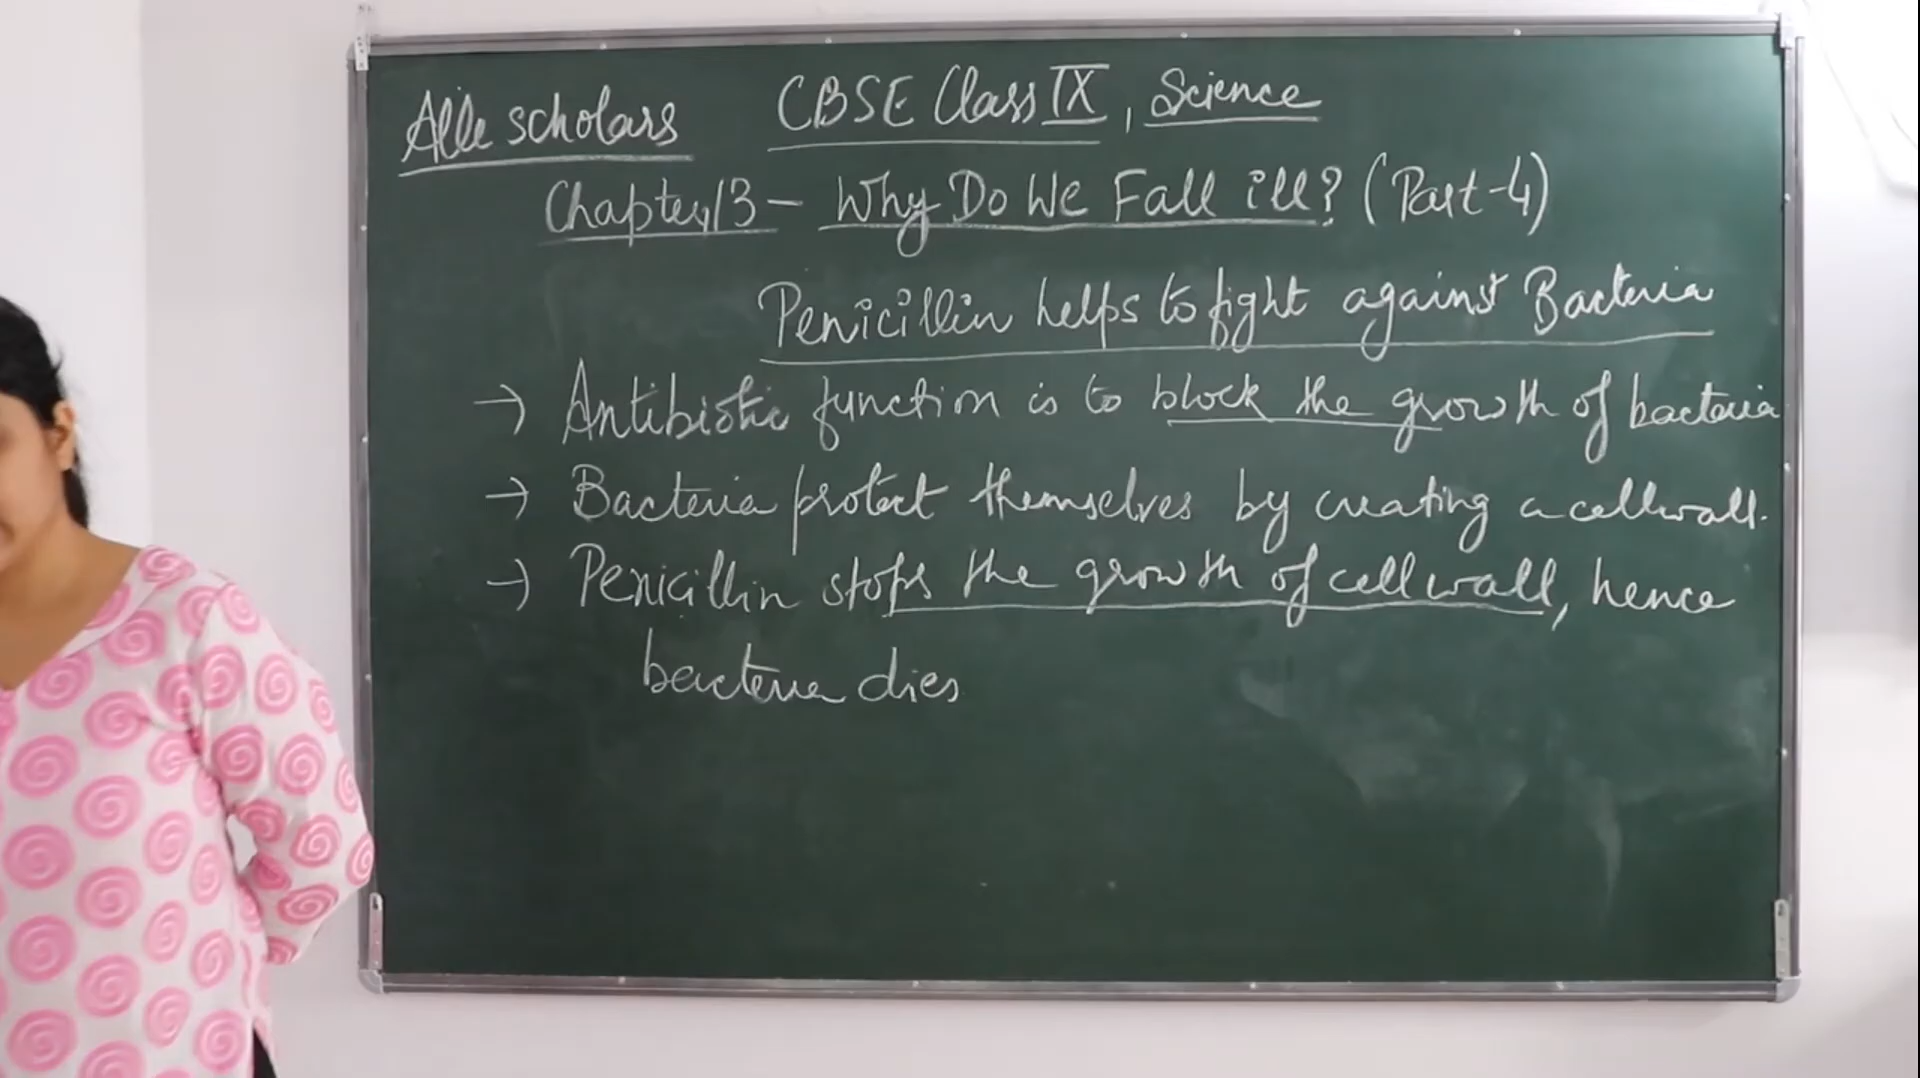 Alle scholars CBSE Class IX, Science
Chapter 13 - Why Do We Fall ill? (Part-4)
Penicillin helps to fight against Bacteria
→ Antibiotic function is to block the growth of bacteria
→ Bacteria protect themselves by creating a cellwall.
→ Penicillin stops the growth of cell wall, hence
bacteria dies